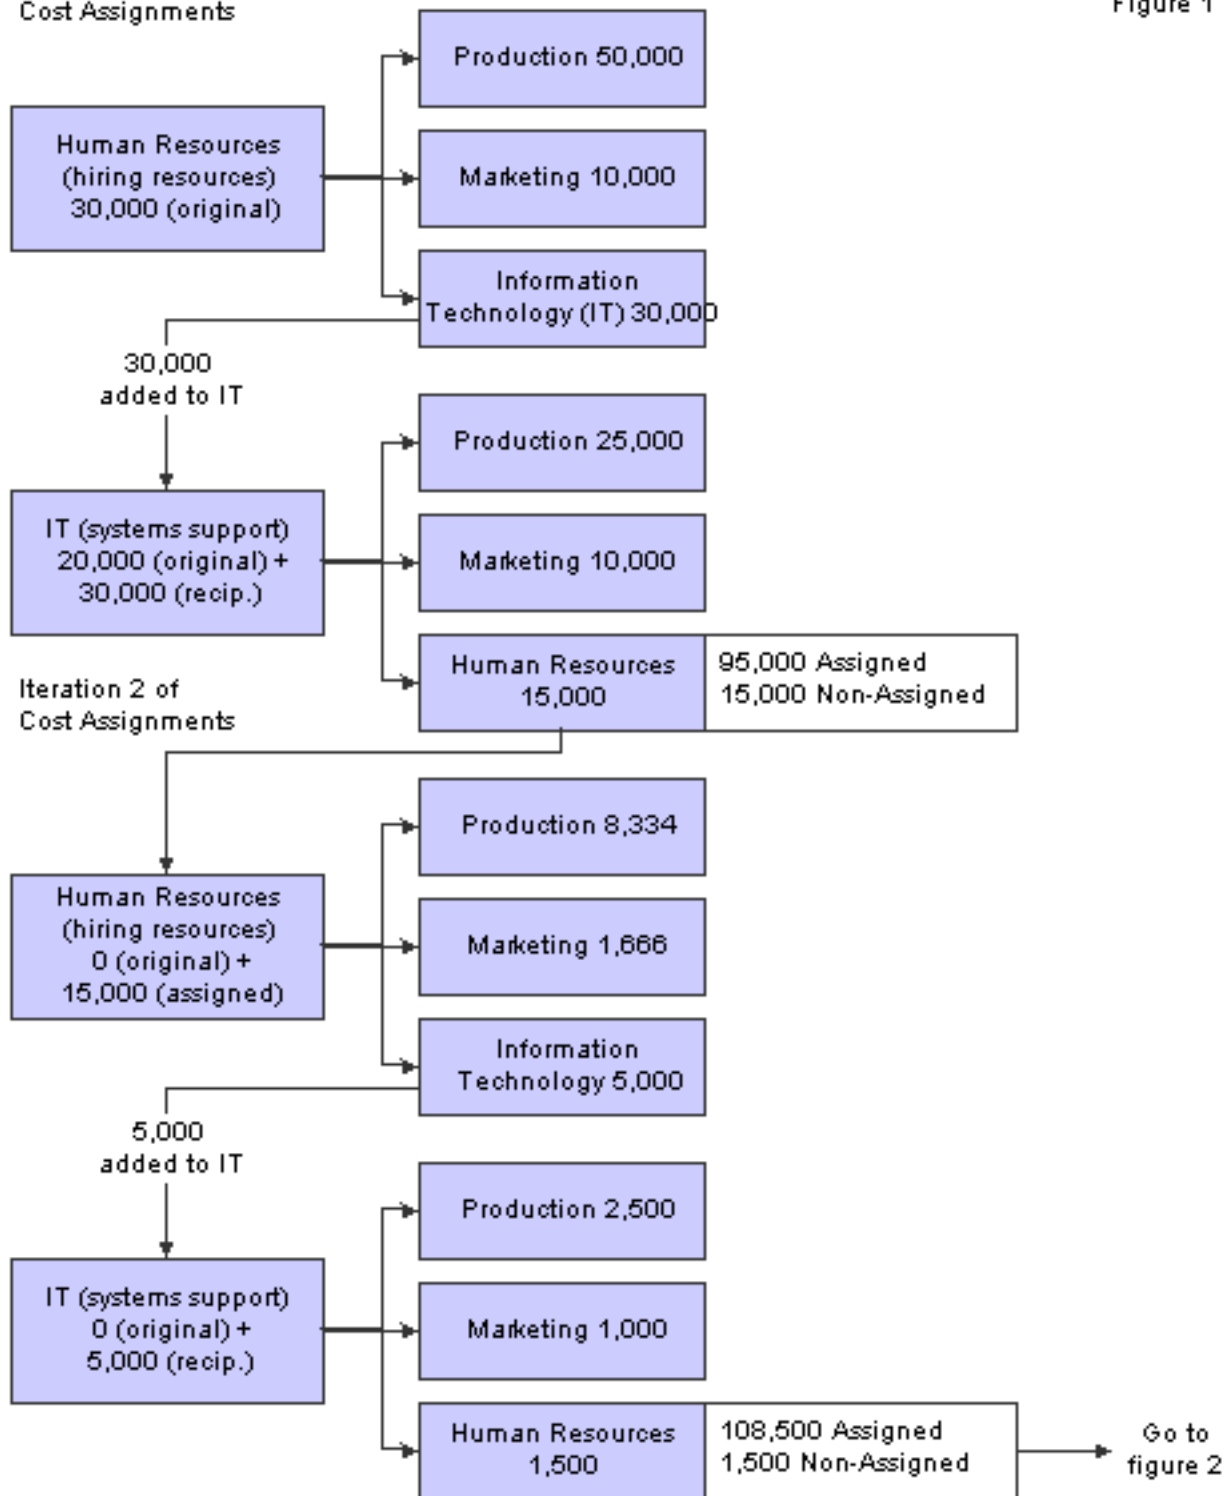 Cost Assignments
Figure 1
Production 50,000
Human Resources
(hiring resources)
30,000 (original)
Marketing 10,000
Information
Technology (IT) 30,000
30,000
added to IT
Production 25,000
IT (systems support)
20,000 (original) +
30,000 (recip.)
Marketing 10,000
Human Resources
15,000
95,000 Assigned
15,000 Non-Assigned
Iteration 2 of
Cost Assignments
Production 8,334
Human Resources
(hiring resources)
0 (original) +
15,000 (assigned)
Marketing 1,666
Information
Technology 5,000
5,000
added to IT
Production 2,500
IT (systems support)
0 (original) +
5,000 (recip.)
Marketing 1,000
Human Resources
1,500
108,500 Assigned
1,500 Non-Assigned
Go to
figure 2